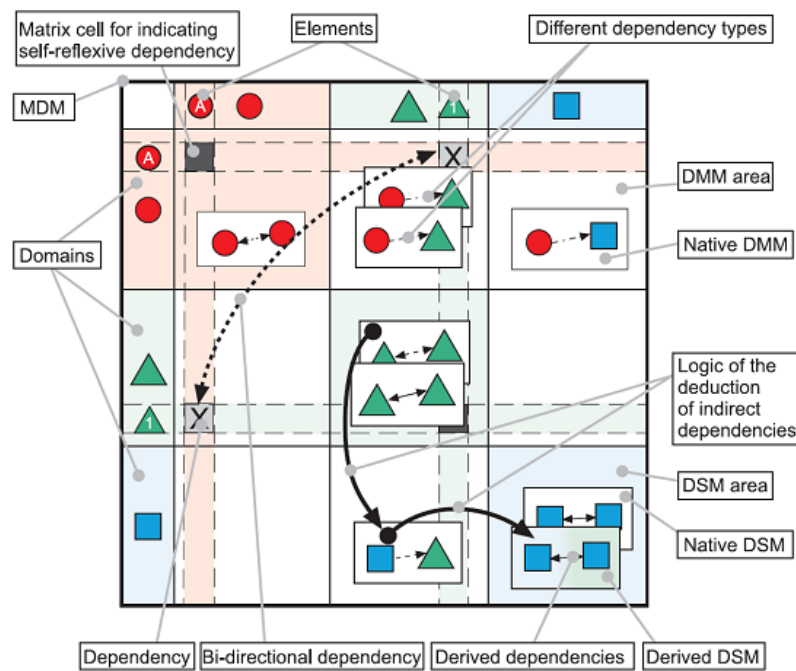 Matrix cell for indicating
self-reflexive dependency
Elements
Different dependency types
MDM
A
1
A
X
DMM area
Native DMM
Domains
Logic of the
deduction
of indirect
dependencies
1
X
DSM area
Native DSM
Dependency
Bi-directional dependency
Derived dependencies
Derived DSM